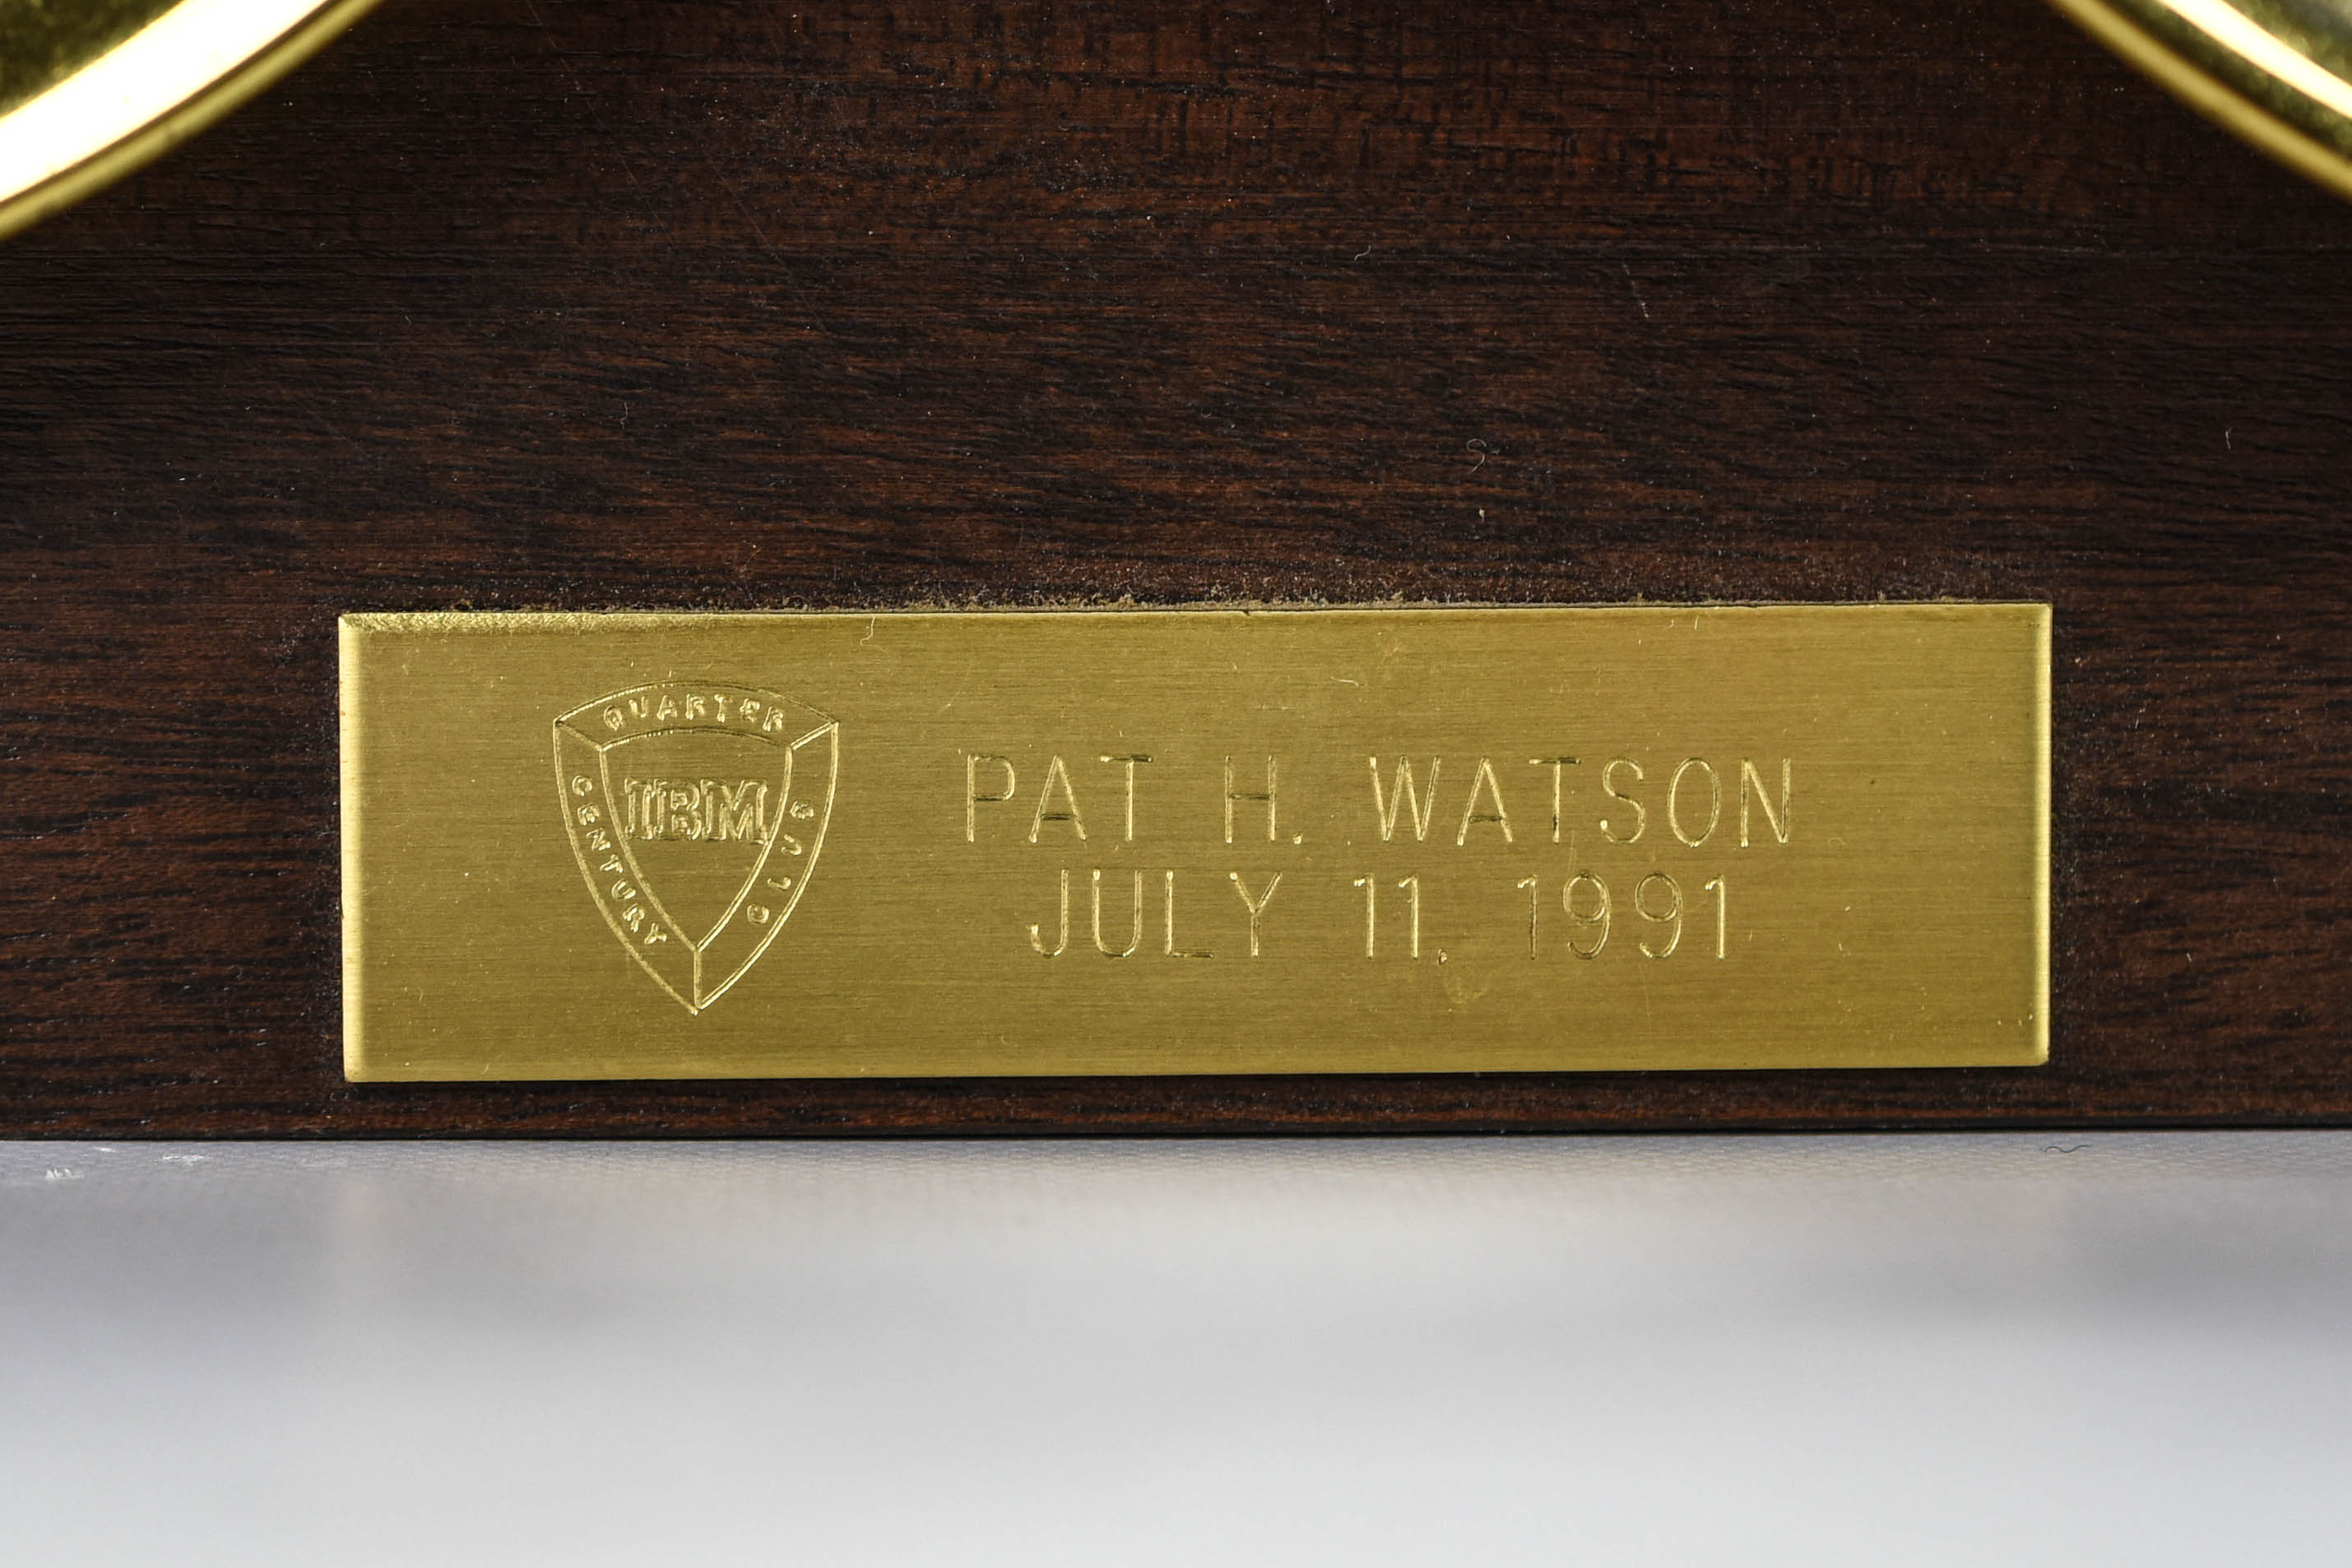 QUARTER
CENTURY
CLUB
IBM
PAT H. WATSON
JULY 11, 1991